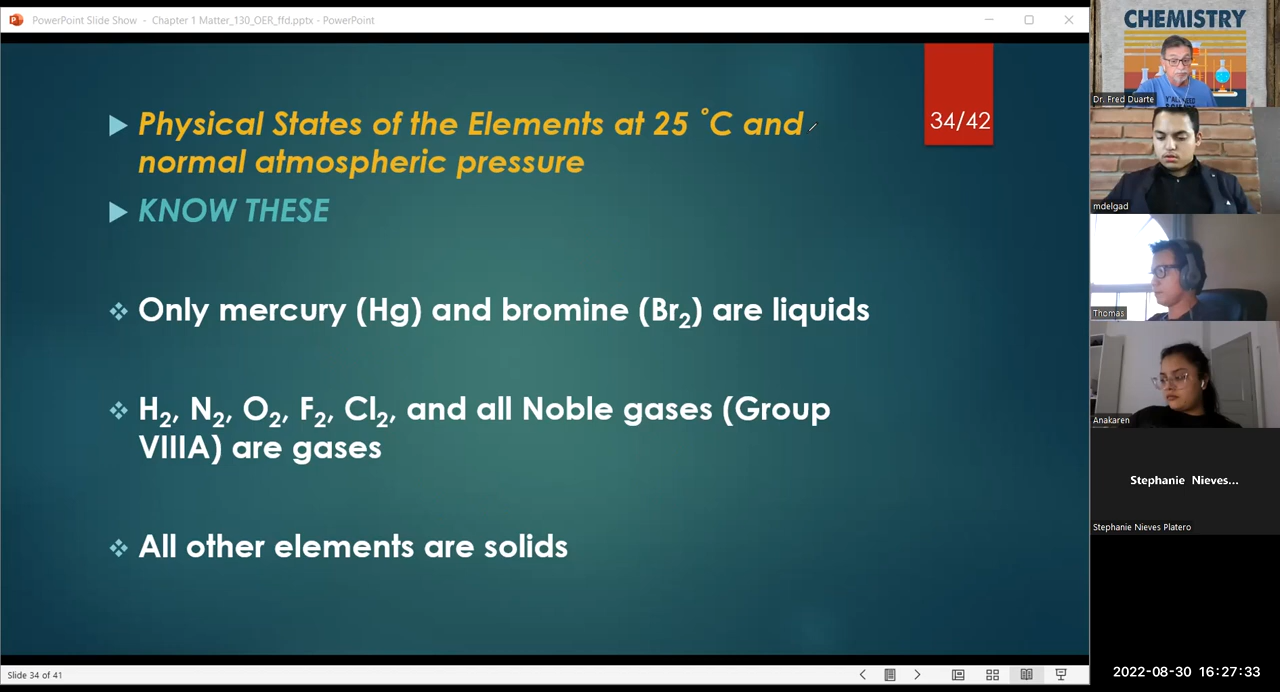 PowerPoint Slide Show - Chapter 1 Matter_130_OER_ffd.pptx - PowerPoint
34/42
Physical States of the Elements at 25 ˚C and
normal atmospheric pressure
KNOW THESE
Only mercury (Hg) and bromine (Br₂) are liquids
H₂, N₂, O₂, F₂, Cl₂, and all Noble gases (Group
VIIIA) are gases
All other elements are solids
Slide 34 of 41
CHEMISTRY
Dr. Fred Duarte
mdelgad
Thomas
Anakaren
Stephanie Nieves...
Stephanie Nieves Platero
2022-08-30 16:27:33